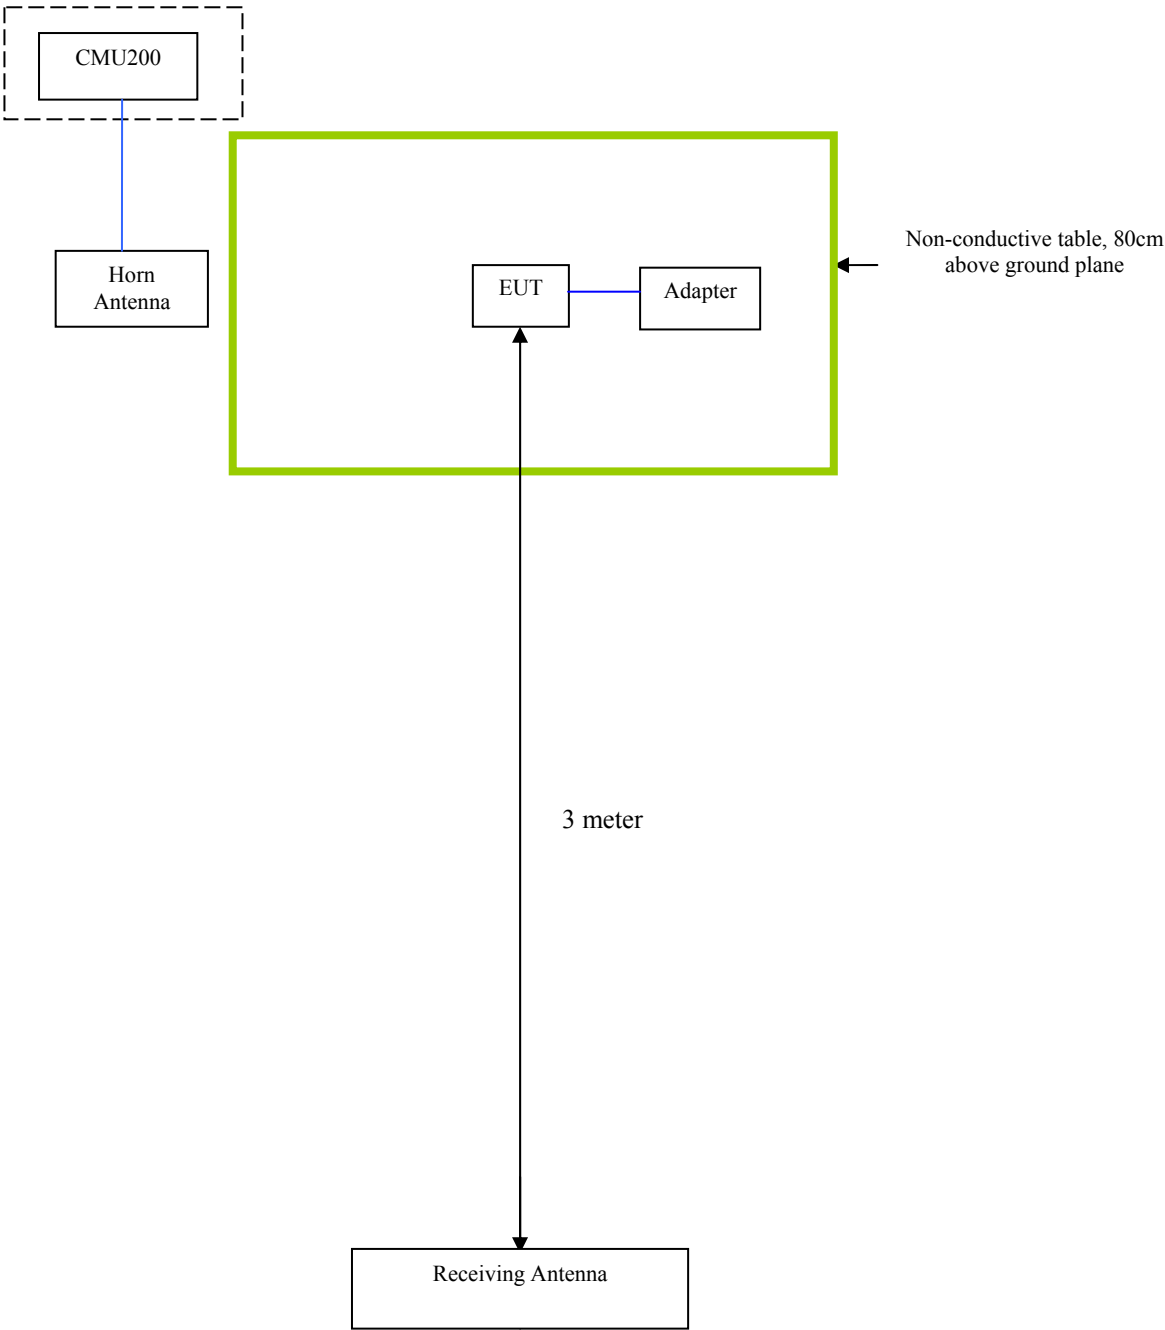 CMU200
Non-conductive table, 80cm
above ground plane
Horn
Antenna
EUT
Adapter
3 meter
Receiving Antenna